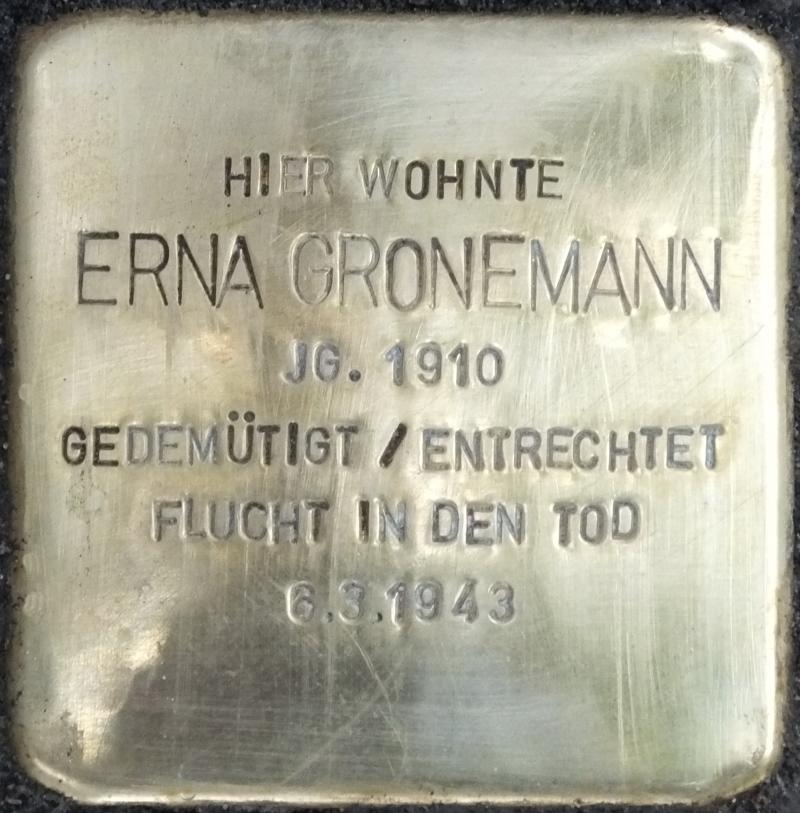 HIER WOHNTE
ERNA GRONEMANN
JG. 1910
GEDEMÜTIGT / ENTRECHTET
FLUCHT IN DEN TOD
6.3.1943